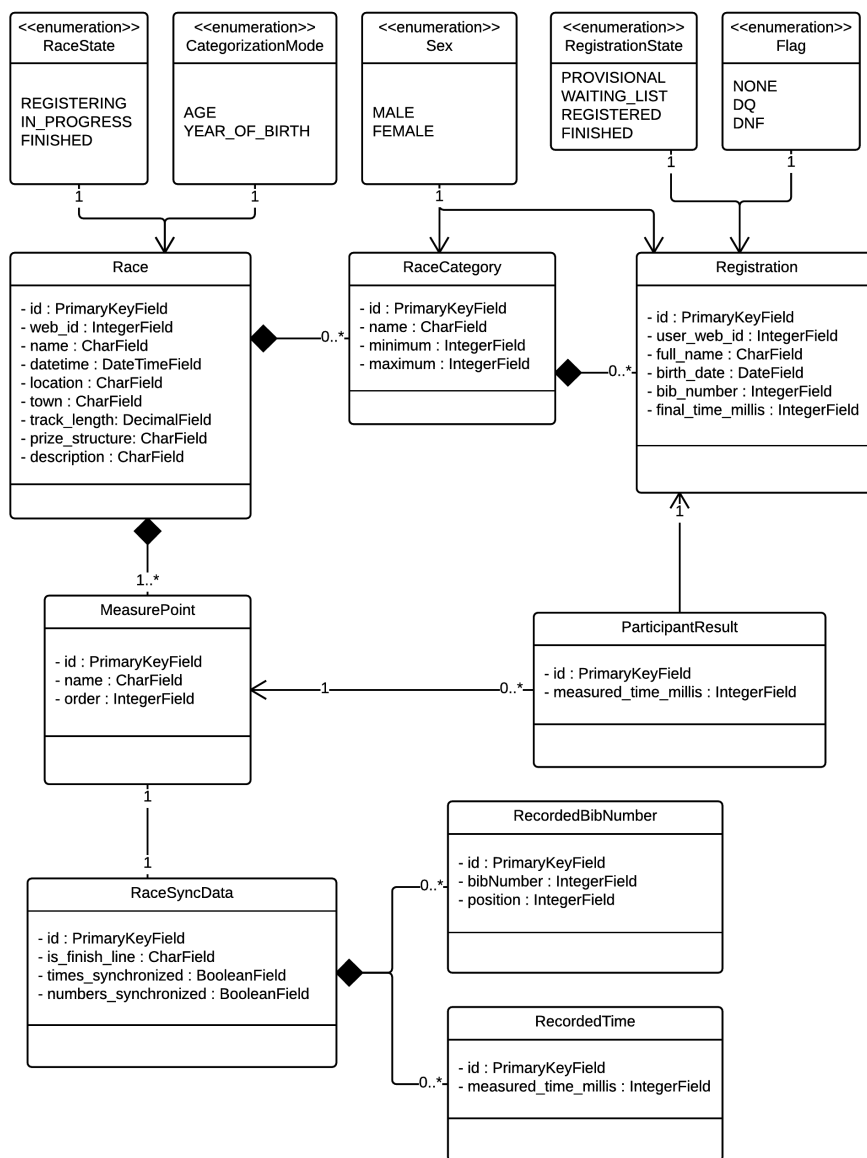 <<enumeration>>
RaceState
REGISTERING
IN_PROGRESS
FINISHED
<<enumeration>>
CategorizationMode
AGE
YEAR_OF_BIRTH
<<enumeration>>
Sex
MALE
FEMALE
<<enumeration>>
RegistrationState
PROVISIONAL
WAITING_LIST
REGISTERED
FINISHED
<<enumeration>>
Flag
NONE
DQ
DNF
1
1
1
1
1
Race
- id : PrimaryKeyField
- web_id : IntegerField
- name : CharField
- datetime : DateTimeField
- location : CharField
- town : CharField
- track_length: DecimalField
- prize_structure: CharField
- description : CharField
0..*
RaceCategory
- id : PrimaryKeyField
- name : CharField
- minimum : IntegerField
- maximum : IntegerField
0..*
Registration
- id : PrimaryKeyField
- user_web_id : IntegerField
- full_name : CharField
- birth_date : DateField
- bib_number : IntegerField
- final_time_millis : IntegerField
1
1..*
MeasurePoint
- id : PrimaryKeyField
- name : CharField
- order : IntegerField
1
0..*
ParticipantResult
- id : PrimaryKeyField
- measured_time_millis : IntegerField
1
1
RaceSyncData
- id : PrimaryKeyField
- is_finish_line : CharField
- times_synchronized : BooleanField
- numbers_synchronized : BooleanField
0..*
RecordedBibNumber
- id : PrimaryKeyField
- bibNumber : IntegerField
- position : IntegerField
0..*
RecordedTime
- id : PrimaryKeyField
- measured_time_millis : IntegerField